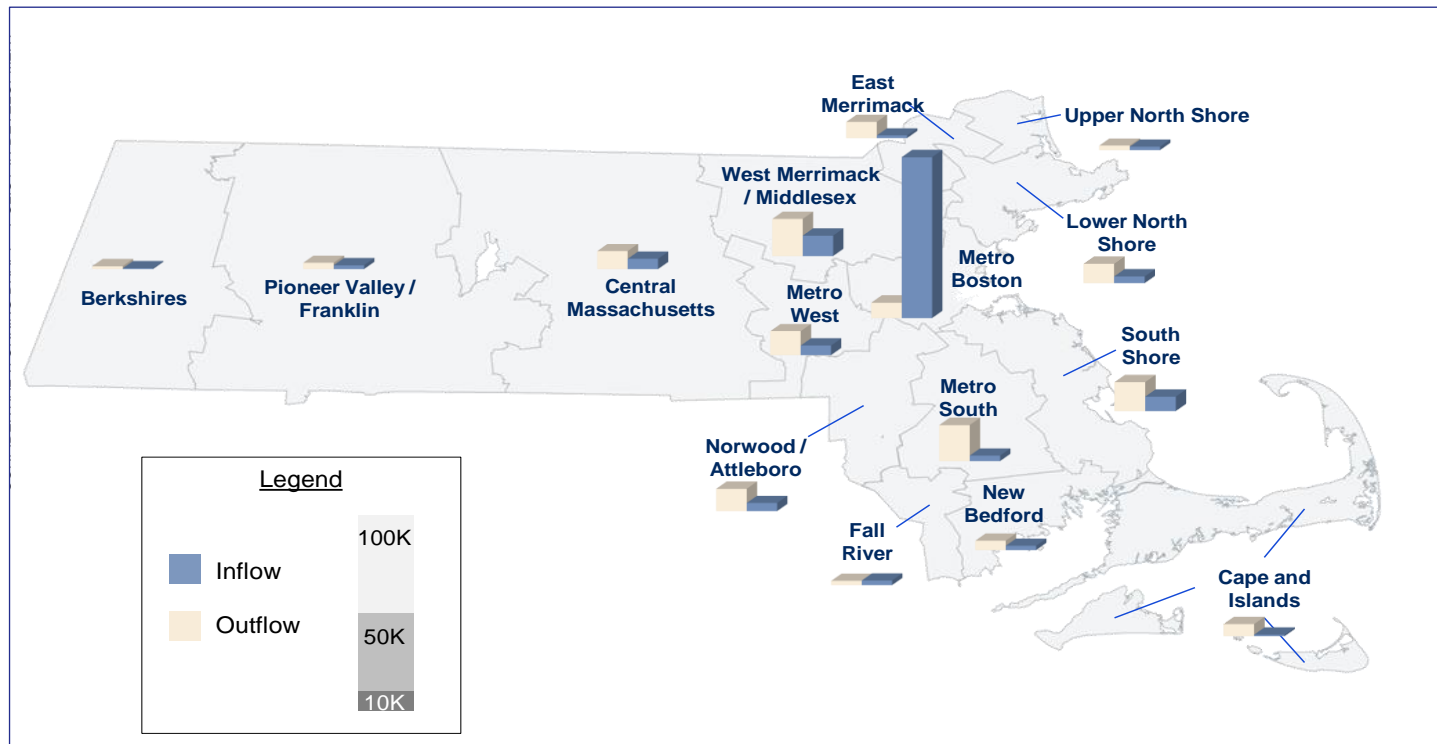 East
Merrimack
Upper North Shore
West Merrimack
/ Middlesex
Lower North
Shore
Metro
Boston
Berkshires
Pioneer Valley /
Franklin
Central
Massachusetts
Metro
West
South
Shore
Metro
South
Norwood /
Attleboro
New
Bedford
Fall
River
Cape and
Islands
Legend
100K
Inflow
50K
Outflow
10K